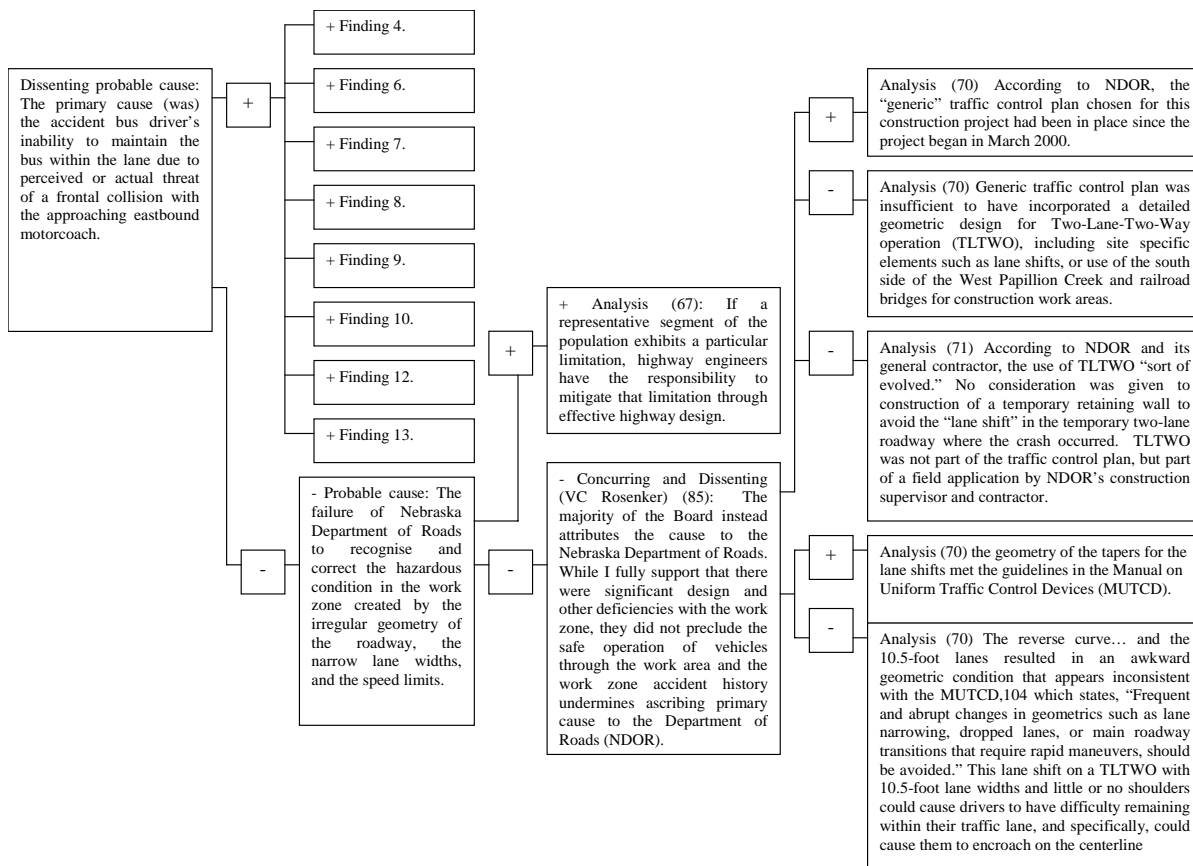 Dissenting probable cause:
The primary cause (was)
the accident bus driver's
inability to maintain the
bus within the lane due to
perceived or actual threat
of a frontal collision with
the approaching eastbound
motorcoach.
+
-
+ Finding 4.
+ Finding 6.
+ Finding 7.
+ Finding 8.
+ Finding 9.
+ Finding 10.
+ Finding 12.
+ Finding 13.
- Probable cause: The
failure of Nebraska
Department of Roads
to recognise and
correct the hazardous
condition in the work
zone created by the
irregular geometry of
the roadway, the
narrow lane widths,
and the speed limits.
+
-
+ Analysis (67): If a
representative segment of the
population exhibits a particular
limitation, highway engineers
have the responsibility to
mitigate that limitation through
effective highway design.
- Concurring and Dissenting
(VC Rosenker) (85): The
majority of the Board instead
attributes the cause to the
Nebraska Department of Roads.
While I fully support that there
were significant design and
other deficiencies with the work
zone, they did not preclude the
safe operation of vehicles
through the work area and the
work zone accident history
undermines ascribing primary
cause to the Department of
Roads (NDOR).
+
Analysis (70) According to NDOR, the
“generic” traffic control plan chosen for this
construction project had been in place since the
project began in March 2000.
-
Analysis (70) Generic traffic control plan was
insufficient to have incorporated a detailed
geometric design for Two-Lane-Two-Way
operation (TLTWO), including site specific
elements such as lane shifts, or use of the south
side of the West Papillion Creek and railroad
bridges for construction work areas.
-
Analysis (71) According to NDOR and its
general contractor, the use of TLTWO “sort of
evolved.” No consideration was given to
construction of a temporary retaining wall to
avoid the “lane shift” in the temporary two-lane
roadway where the crash occurred. TLTWO
was not part of the traffic control plan, but part
of a field application by NDOR's construction
supervisor and contractor.
+
Analysis (70) the geometry of the tapers for the
lane shifts met the guidelines in the Manual on
Uniform Traffic Control Devices (MUTCD).
-
Analysis (70) The reverse curve… and the
10.5-foot lanes resulted in an awkward
geometric condition that appears inconsistent
with the MUTCD,104 which states, “Frequent
and abrupt changes in geometrics such as lane
narrowing, dropped lanes, or main roadway
transitions that require rapid maneuvers, should
be avoided.” This lane shift on a TLTWO with
10.5-foot lane widths and little or no shoulders
could cause drivers to have difficulty remaining
within their traffic lane, and specifically, could
cause them to encroach on the centerline